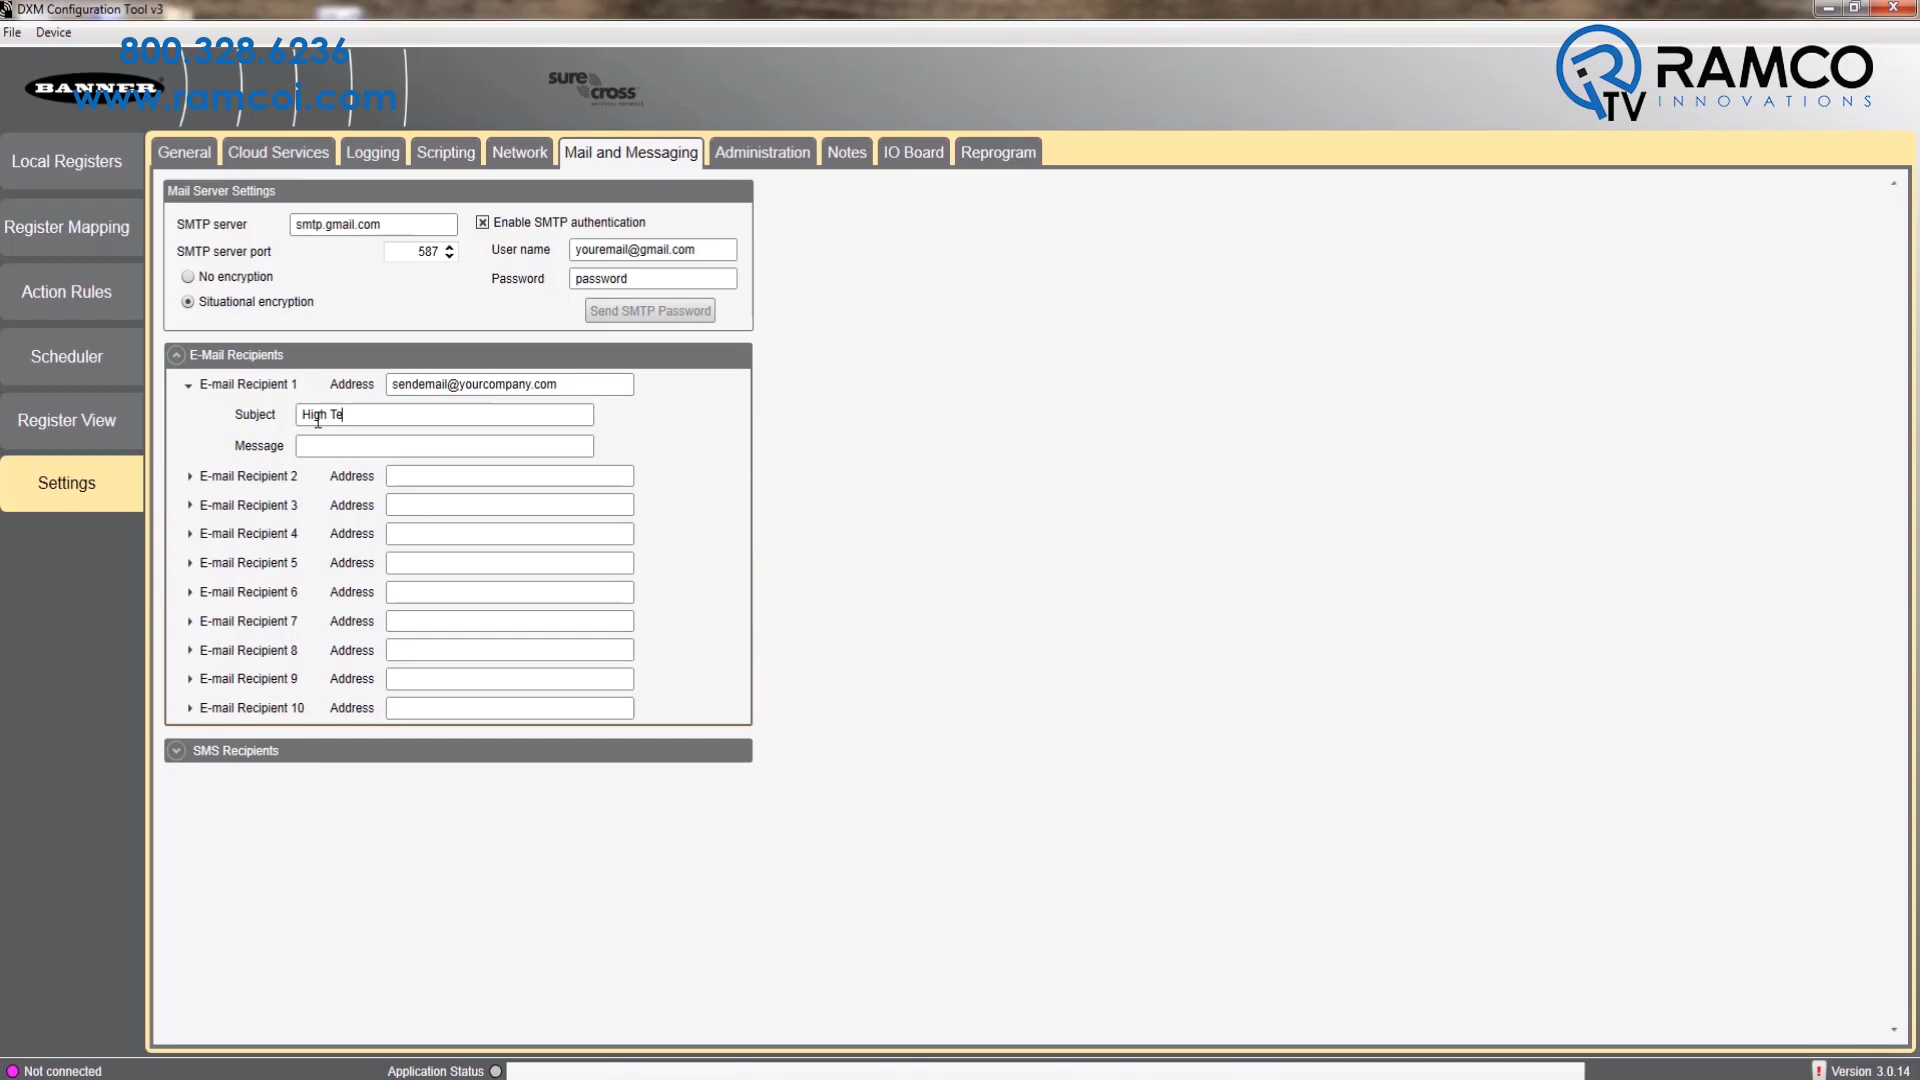 DXM Configuration Tool v3
File Device
800.328.6236
www.ramcoi.com
BANNER
sure cross
RAMCO
TV INNOVATIONS
General Cloud Services Logging Scripting Network Mail and Messaging Administration Notes IO Board Reprogram
Local Registers
Register Mapping
Action Rules
Scheduler
Register View
Settings
Mail Server Settings
SMTP server smtp.gmail.com Enable SMTP authentication
SMTP server port 587 User name youremail@gmail.com
No encryption Password password
Situational encryption Send SMTP Password
E-Mail Recipients
E-mail Recipient 1 Address sendemail@yourcompany.com
Subject High Te
Message
E-mail Recipient 2 Address
E-mail Recipient 3 Address
E-mail Recipient 4 Address
E-mail Recipient 5 Address
E-mail Recipient 6 Address
E-mail Recipient 7 Address
E-mail Recipient 8 Address
E-mail Recipient 9 Address
E-mail Recipient 10 Address
SMS Recipients
Not connected Application Status Version 3.0.14